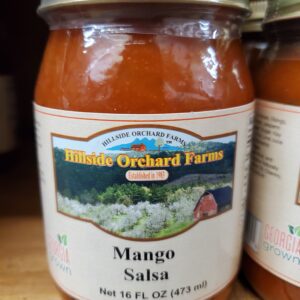 HILLSIDE ORCHARD FARMS
Hillside Orchard Farms
Established in 1983
GEORGIA
grown
Mango
Salsa
Net 16 FL OZ (473 ml)
GEORGIA
grown